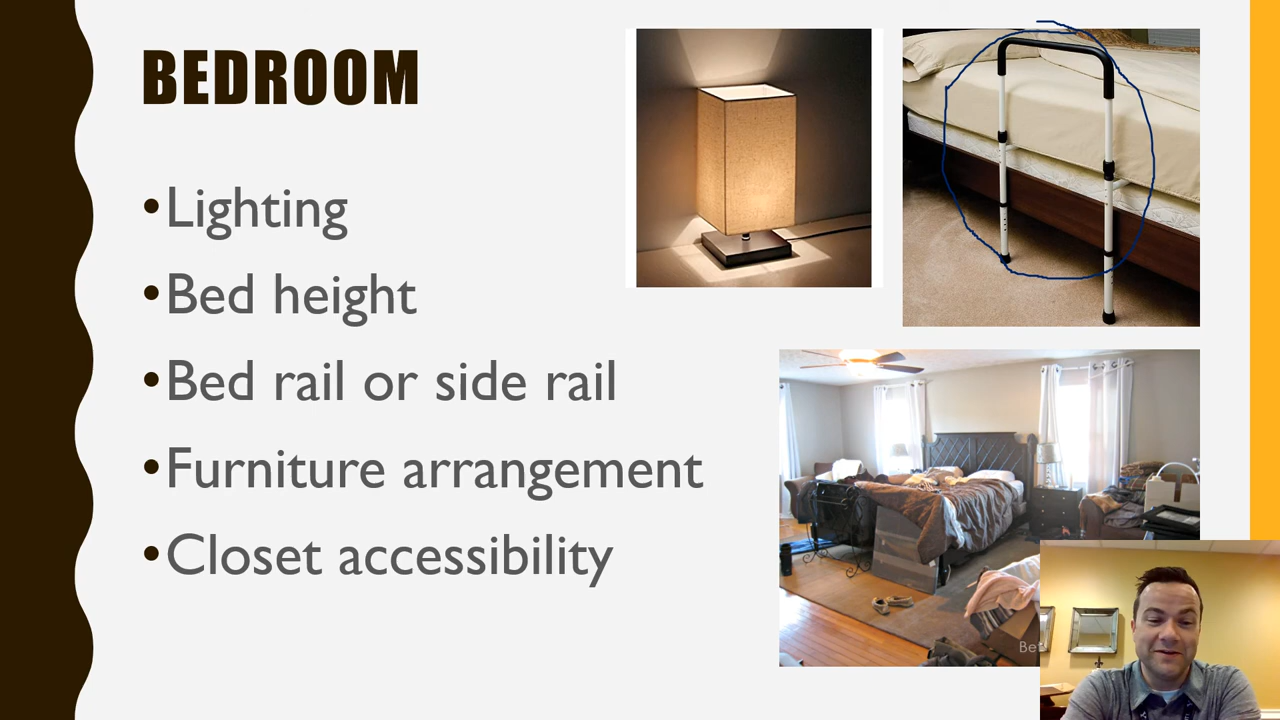 BEDROOM
•Lighting
•Bed height
•Bed rail or side rail
•Furniture arrangement
•Closet accessibility